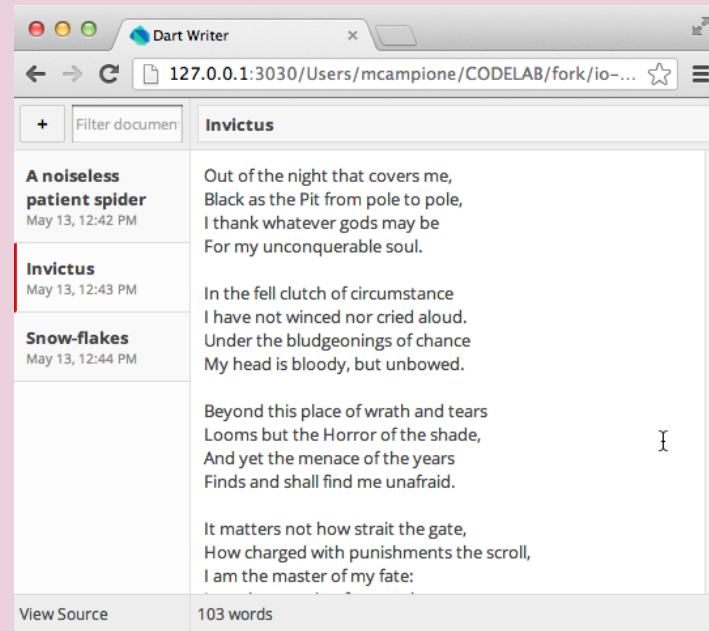 Dart Writer
127.0.0.1:3030/Users/mcampione/CODELAB/fork/io-...
+
Filter documen
Invictus
A noiseless
patient spider
May 13, 12:42 PM
Invictus
May 13, 12:43 PM
Snow-flakes
May 13, 12:44 PM
Out of the night that covers me,
Black as the Pit from pole to pole,
I thank whatever gods may be
For my unconquerable soul.
In the fell clutch of circumstance
I have not winced nor cried aloud.
Under the bludgeonings of chance
My head is bloody, but unbowed.
Beyond this place of wrath and tears
Looms but the Horror of the shade,
And yet the menace of the years
Finds and shall find me unafraid.
It matters not how strait the gate,
How charged with punishments the scroll,
I am the master of my fate:
View Source
103 words